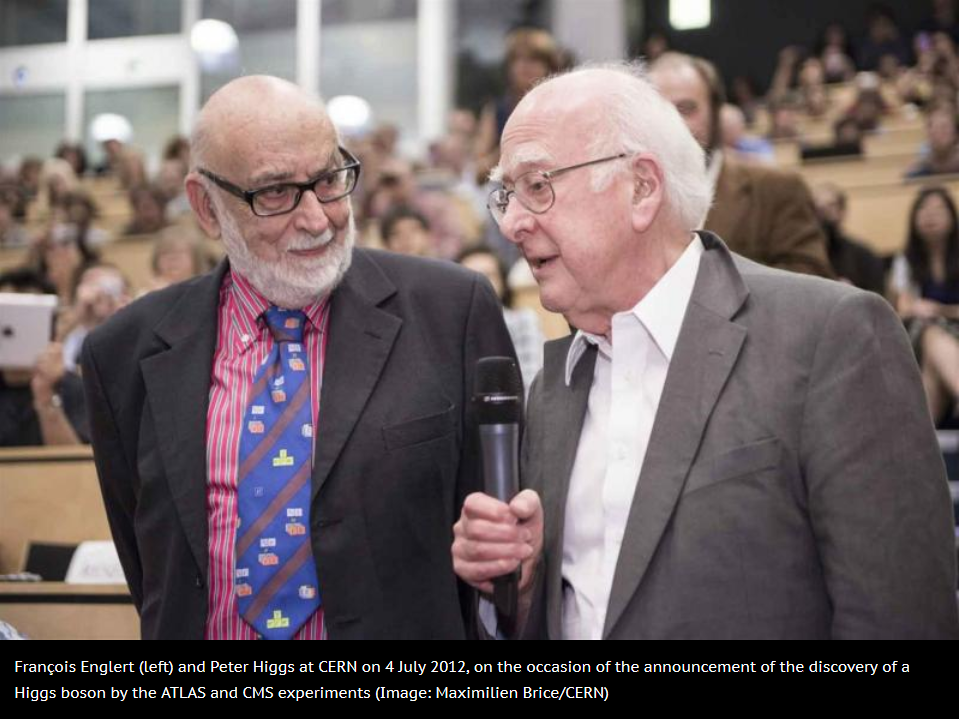 François Englert (left) and Peter Higgs at CERN on 4 July 2012, on the occasion of the announcement of the discovery of a
Higgs boson by the ATLAS and CMS experiments (Image: Maximilien Brice/CERN)